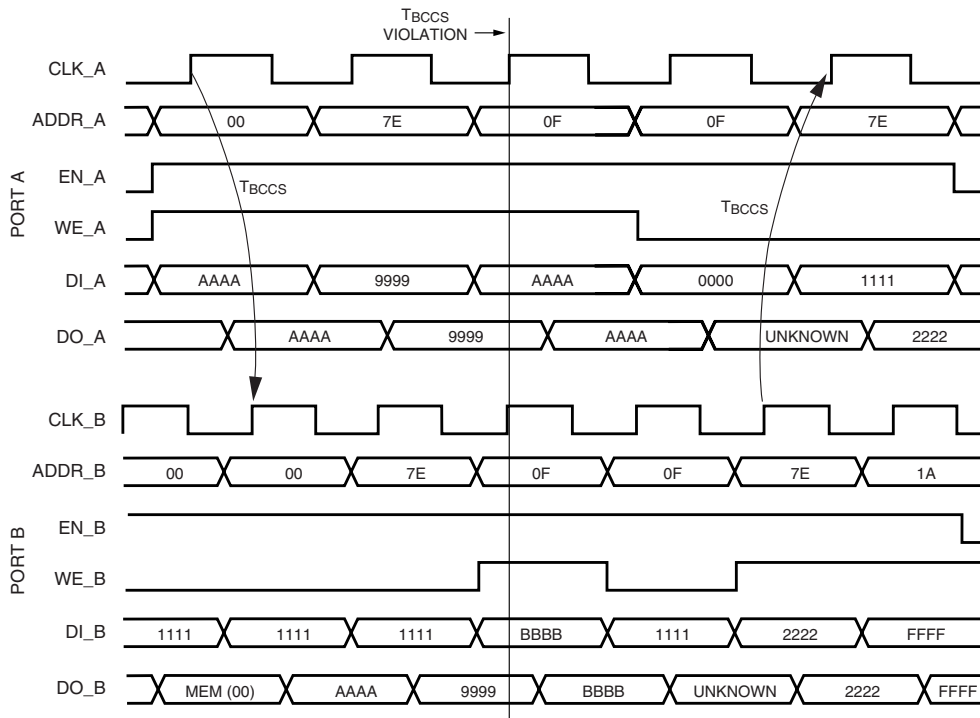 TBCCS
VIOLATION
CLK_A
ADDR_A 00 7E 0F 0F 7E
PORT A
EN_A
TBCCS TBCCS
WE_A
DI_A AAAA 9999 AAAA 0000 1111
DO_A AAAA 9999 AAAA UNKNOWN 2222
CLK_B
ADDR_B 00 00 7E 0F 0F 7E 1A
PORT B
EN_B
WE_B
DI_B 1111 1111 1111 BBBB 1111 2222 FFFF
DO_B MEM (00) AAAA 9999 BBBB UNKNOWN 2222 FFFF